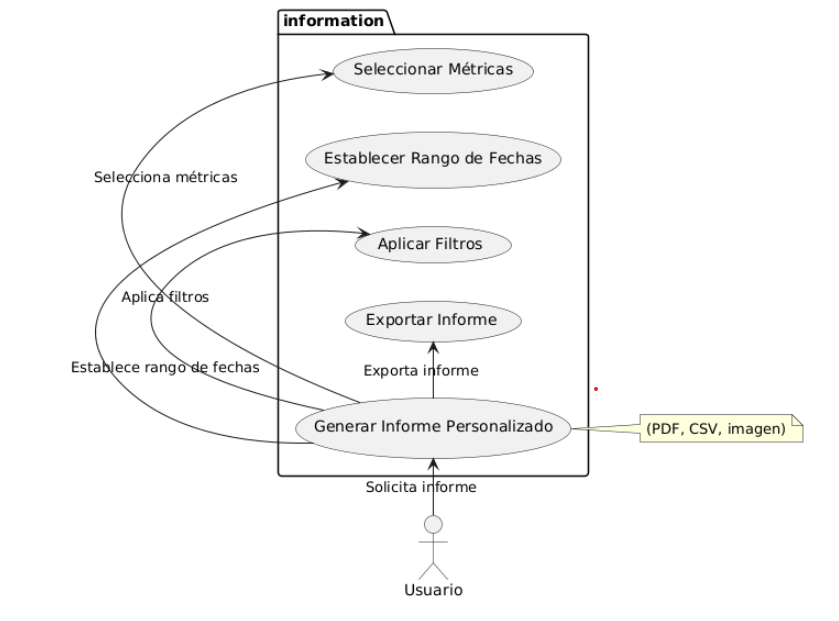 information
Seleccionar Métricas
Establecer Rango de Fechas
Selecciona métricas
Aplicar Filtros
Aplica filtros
Exportar Informe
Establece rango de fechas
Exporta informe
Generar Informe Personalizado
(PDF, CSV, imagen)
Solicita informe
Usuario